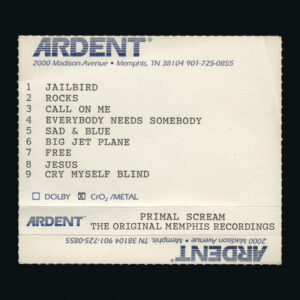 ARDENT®
2000 Madison Avenue • Memphis, TN 38104 901-725-0855
1 JAILBIRD
2 ROCKS
3 CALL ON ME
4 EVERYBODY NEEDS SOMEBODY
5 SAD & BLUE
6 BIG JET PLANE
7 FREE
8 JESUS
9 CRY MYSELF BLIND
DOLBY CrO₂/METAL
PRIMAL SCREAM
ARDENT® THE ORIGINAL MEMPHIS RECORDINGS
2000 Madison Avenue • Memphis, TN 38104 901-725-0855